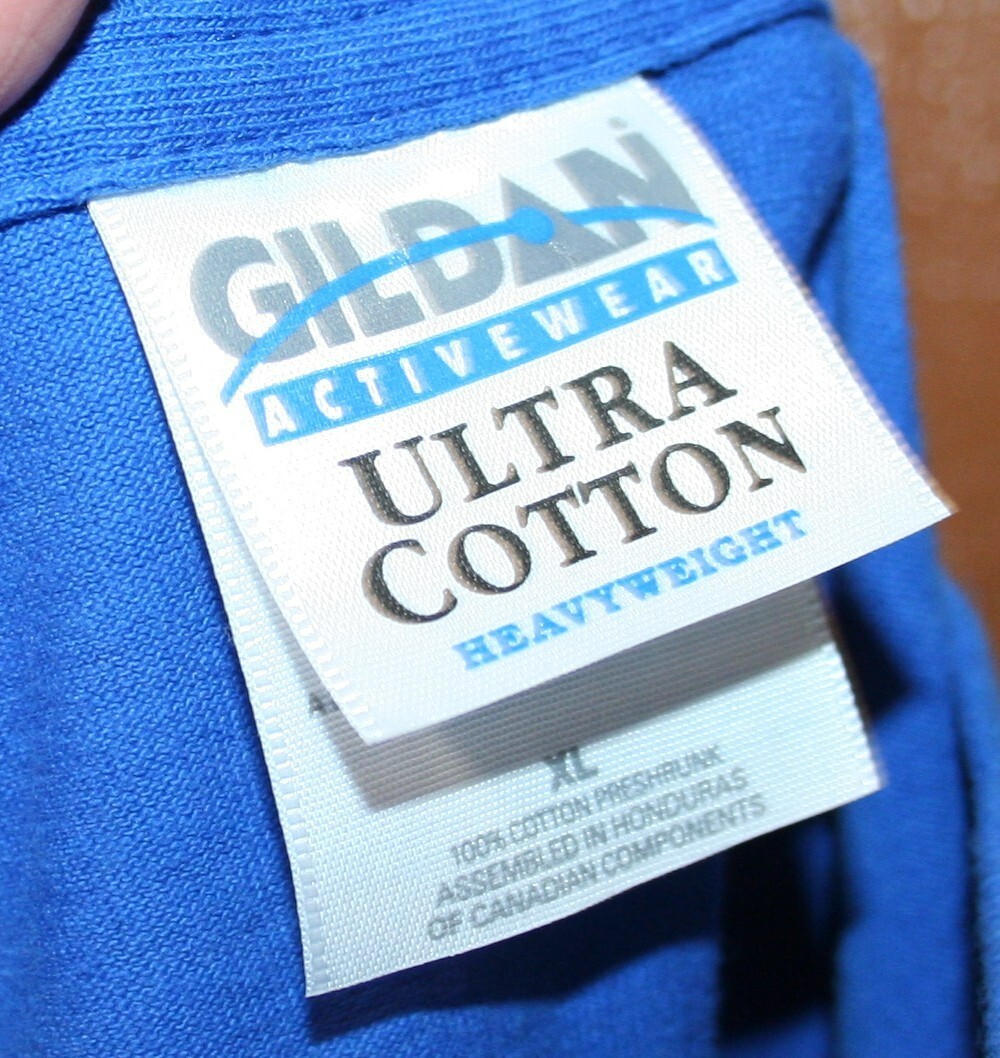 GILDAN
ACTIVEWEAR
ULTRA
COTTON
HEAVYWEIGHT
XL
100% COTTON PRESHRUNK
ASSEMBLED IN HONDURAS
OF CANADIAN COMPONENTS